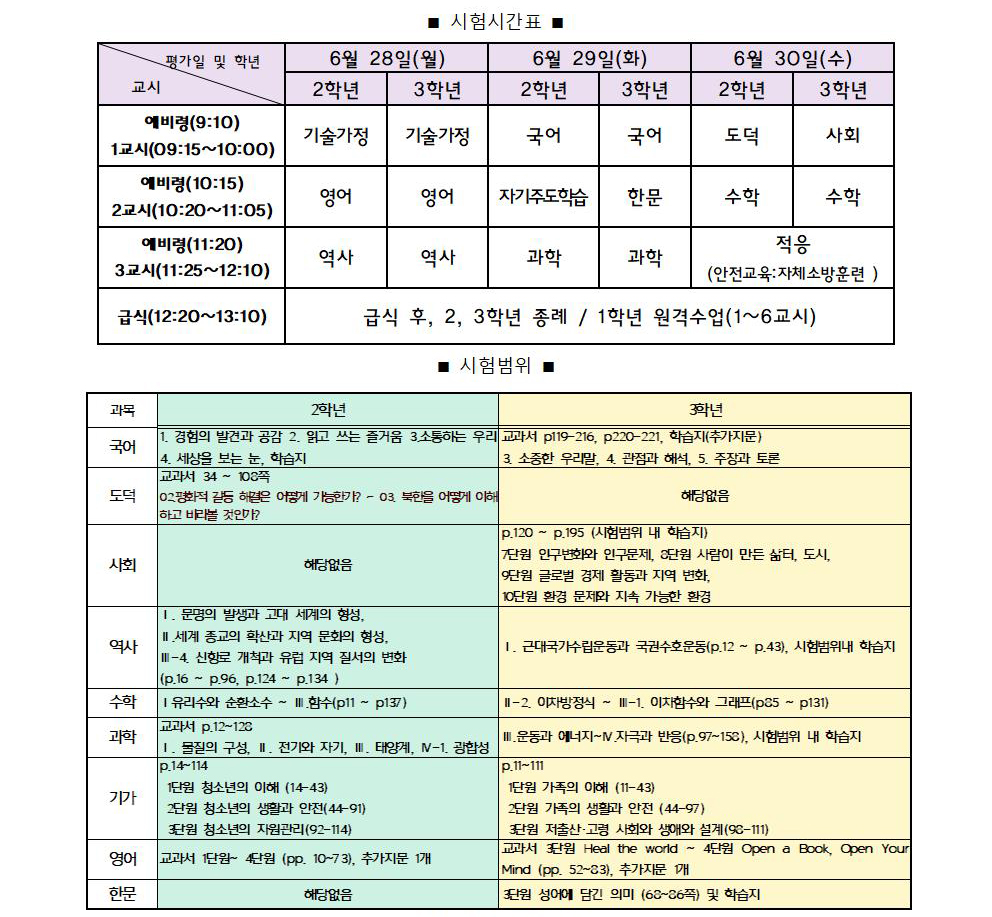 ■ 시험시간표 ■
평가일 및 학년
교시
6월 28일(월) 6월 29일(화) 6월 30일(수)
2학년 3학년 2학년 3학년 2학년 3학년
예비령(9:10)
1교시(09:15~10:00)
기술가정 기술가정 국어 국어 도덕 사회
예비령(10:15)
2교시(10:20~11:05)
영어 영어 자기주도학습 한문 수학 수학
예비령(11:20)
3교시(11:25~12:10)
역사 역사 과학 과학
적응
(안전교육:자체소방훈련 )
급식(12:20~13:10) 급식 후, 2, 3학년 종례 / 1학년 원격수업(1~6교시)
■ 시험범위 ■
과목 2학년 3학년
국어
1. 경험의 발견과 공감 2. 읽고 쓰는 즐거움 3.소통하는 우리
4. 세상을 보는 눈, 학습지
교과서 p119-216, p220-221, 학습지(추가지문)
3. 소중한 우리말, 4. 관점과 해석, 5. 주장과 토론
도덕
교과서 34 ~ 108쪽
02.평화적 갈등 해결은 어떻게 가능한가? - 03. 북한을 어떻게 이해
하고 바라볼 것인가?
해당없음
사회
해당없음
p.120 ~ p.195 (시험범위 내 학습지)
7단원 인구변화와 인구문제, 8단원 사람이 만든 삶터, 도시,
9단원 글로벌 경제 활동과 지역 변화,
10단원 환경 문제와 지속 가능한 환경
역사
Ⅰ. 문명의 발생과 고대 세계의 형성,
Ⅱ.세계 종교의 확산과 지역 문화의 형성,
Ⅲ-4. 신항로 개척과 유럽 지역 질서의 변화
(p.16 ~ p.96, p.124 ~ p.134 )
Ⅰ. 근대국가수립운동과 국권수호운동(p.12 ~ p.43), 시험범위내 학습지
수학
Ⅰ유리수와 순환소수 ~ Ⅲ.함수(p11 ~ p137)
Ⅱ-2. 이차방정식 ~ Ⅲ-1. 이차함수와 그래프(p85 ~ p131)
과학
교과서 p.12~128
Ⅰ. 물질의 구성, Ⅱ. 전기와 자기, Ⅲ. 태양계, Ⅳ-1. 광합성
Ⅲ.운동과 에너지~Ⅳ.자극과 반응(p.97~158), 시험범위 내 학습지
기가
p.14~114
1단원 청소년의 이해 (14-43)
2단원 청소년의 생활과 안전(44-91)
3단원 청소년의 자원관리(92-114)
p.11~111
1단원 가족의 이해 (11-43)
2단원 가족의 생활과 안전 (44-97)
3단원 저출산·고령 사회와 생애와 설계(98-111)
영어
교과서 1단원~ 4단원 (pp. 10~73), 추가지문 1개
교과서 3단원 Heal the world ~ 4단원 Open a Book, Open Your
Mind (pp. 52~83), 추가지문 1개
한문
해당없음
3단원 성어에 담긴 의미 (68~86쪽) 및 학습지